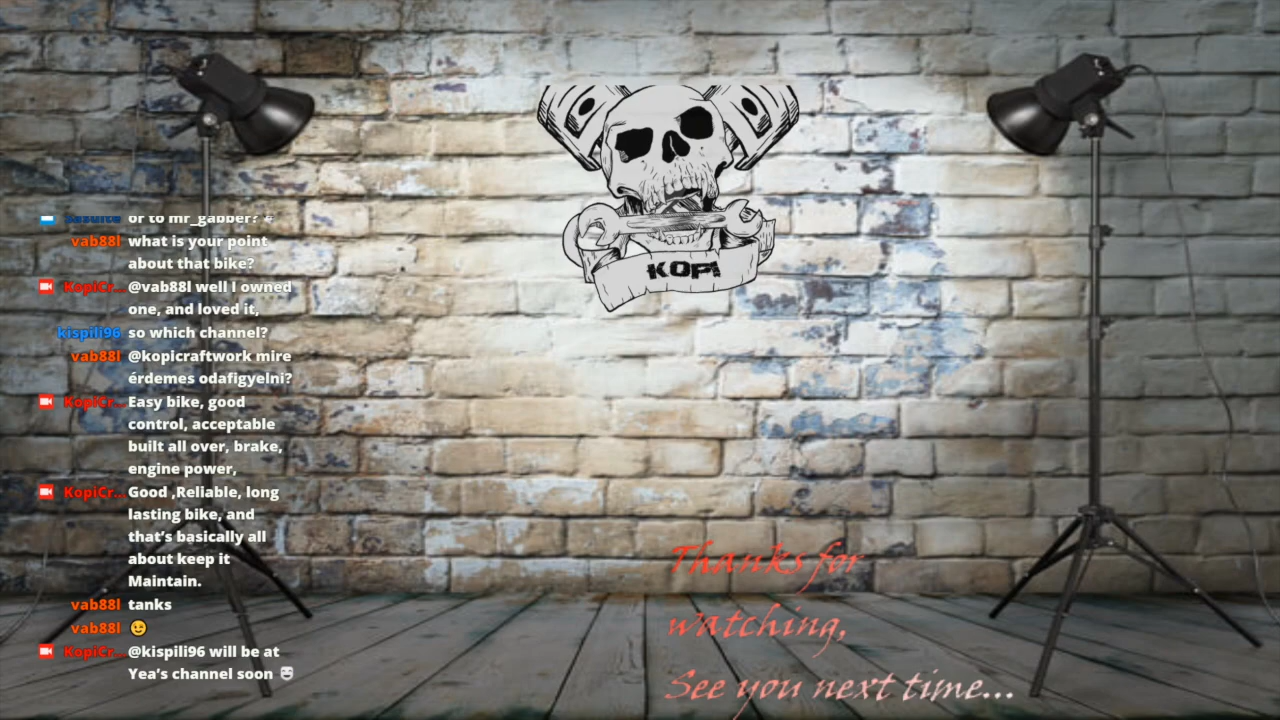 or to mr_gabber?
vab88l what is your point
about that bike?
KopiCr... @vab88l well I owned
one, and loved it,
kispili96 so which channel?
vab88l @kopicraftwork mire
érdemes odafigyelni?
KopiCr... Easy bike, good
control, acceptable
built all over, brake,
engine power,
KopiCr... Good ,Reliable, long
lasting bike, and
that’s basically all
about keep it
Maintain.
vab88l tanks
vab88l 😉
KopiCr... @kispili96 will be at
Yea’s channel soon
KOPI
Thanks for
watching,
See you next time...